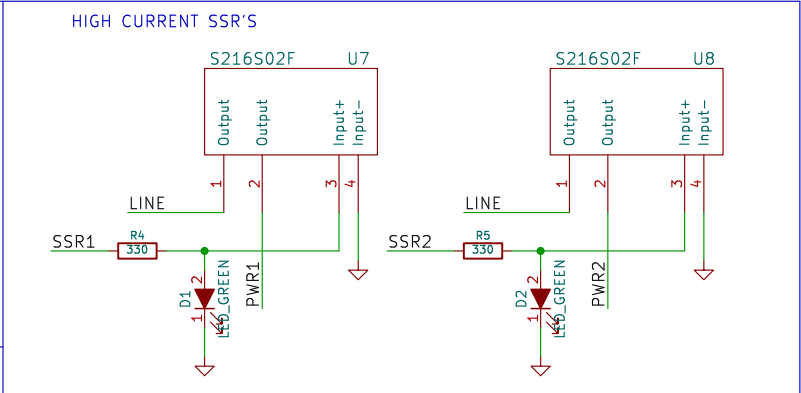 HIGH CURRENT SSR'S
S216S02F U7
Output Output Input+ Input-
1 2 3 4
LINE
SSR1
R4
330
D1
2
1
LED_GREEN
PWR1
S216S02F U8
Output Output Input+ Input-
1 2 3 4
LINE
SSR2
R5
330
D2
2
1
LED_GREEN
PWR2